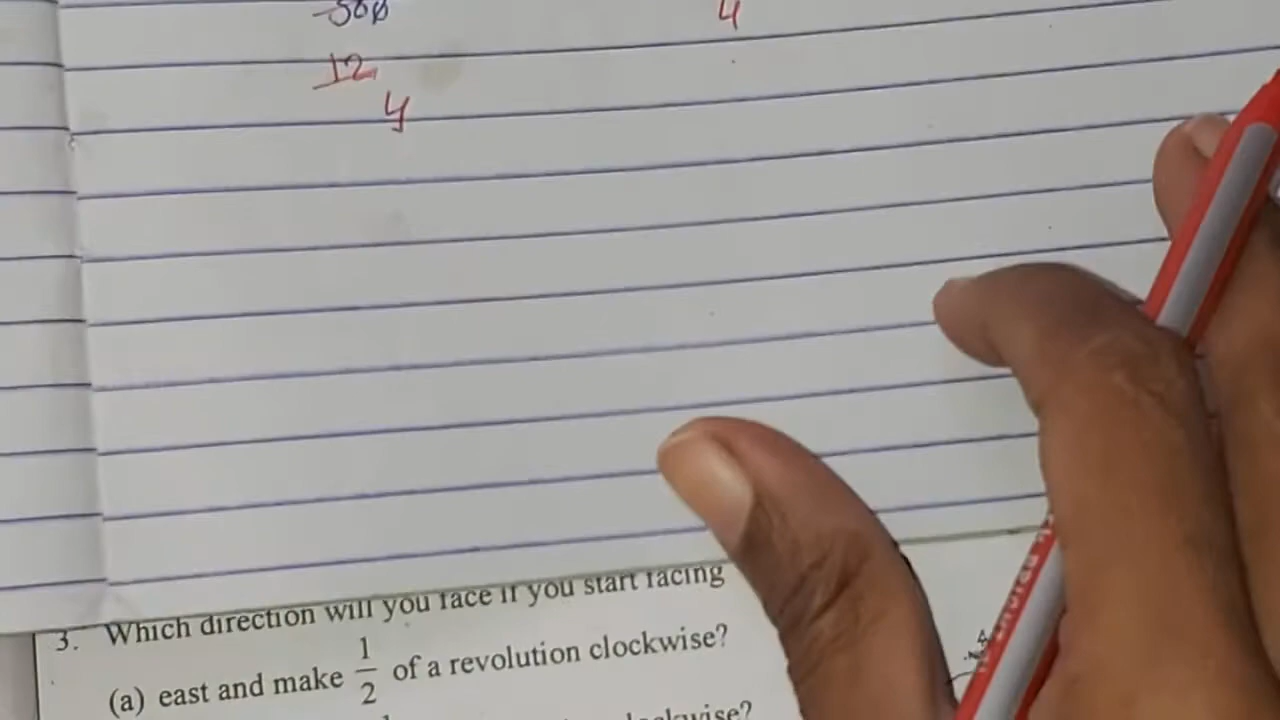 4
12
4
3. Which direction will you face if you start facing
(a) east and make 1/2 of a revolution clockwise?